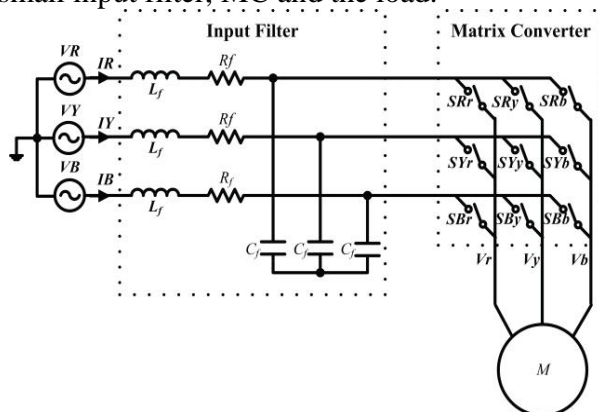 small input filter, MC and the load.
Input Filter
Matrix Converter
VR IR Lf Rf SRr SRy SRb
VY IY Lf Rf SYr SYy SYb
VB IB Lf Rf SBr SBy SBb
Cf Cf Cf
Vr Vy Vb
M